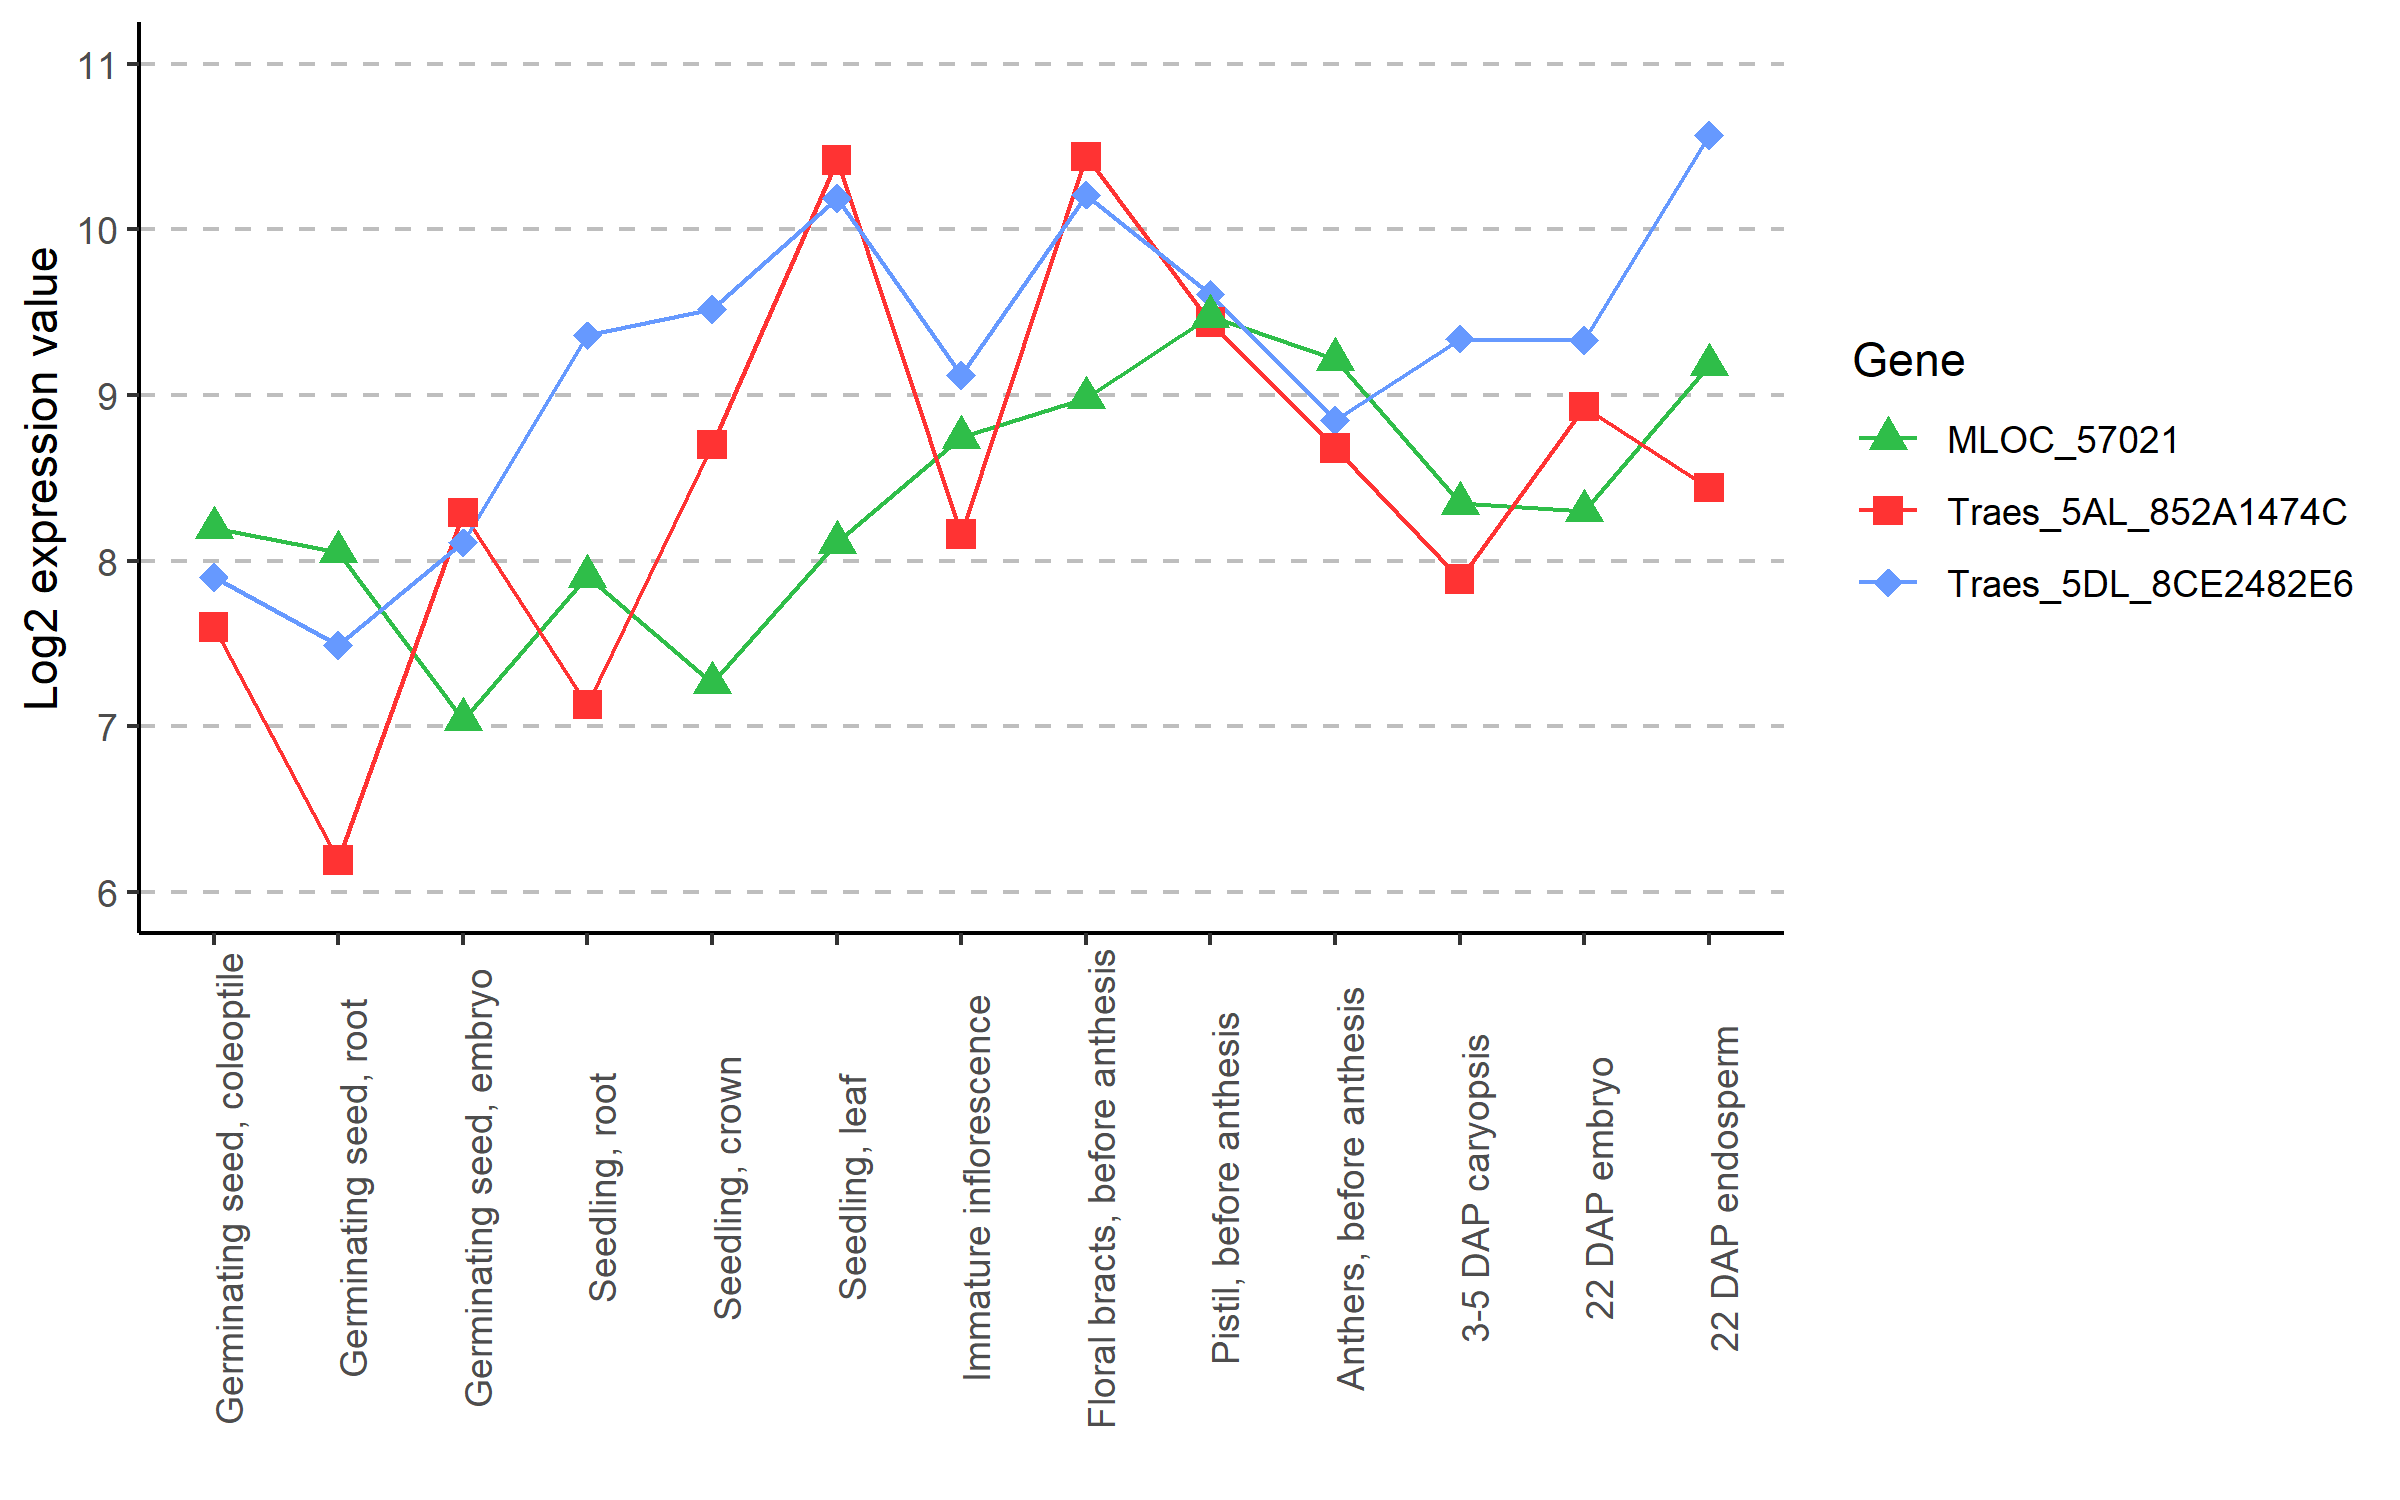 Log2 expression value
11
10
9
8
7
6
Germinating seed, coleoptile
Germinating seed, root
Germinating seed, embryo
Seedling, root
Seedling, crown
Seedling, leaf
Immature inflorescence
Floral bracts, before anthesis
Pistil, before anthesis
Anthers, before anthesis
3-5 DAP caryopsis
22 DAP embryo
22 DAP endosperm
Gene
MLOC_57021
Traes_5AL_852A1474C
Traes_5DL_8CE2482E6